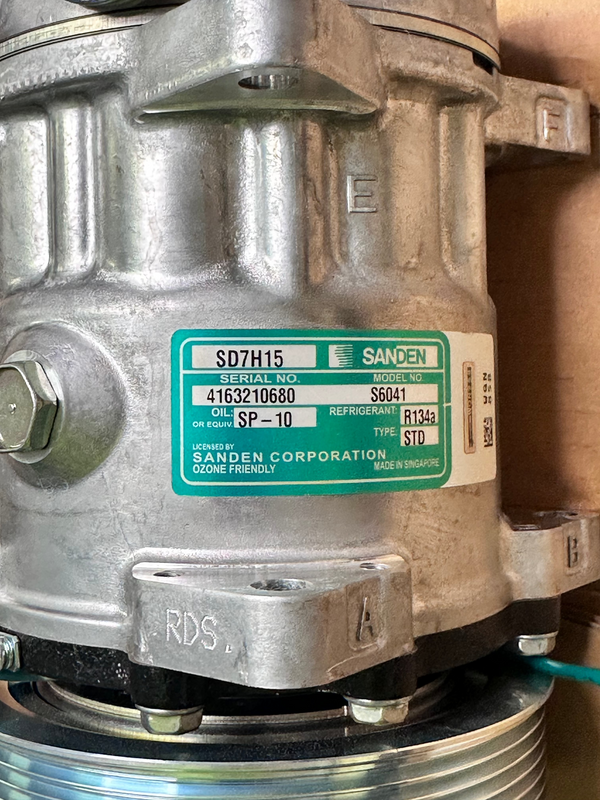 E
E
SD7H15 SANDEN
SERIAL NO. MODEL NO.
4163210680 S6041
OIL: SP-10 REFRIGERANT: R134a
OR EQUIV. TYPE: STD
LICENSED BY
SANDEN CORPORATION
OZONE FRIENDLY MADE IN SINGAPORE
B
RDS. A